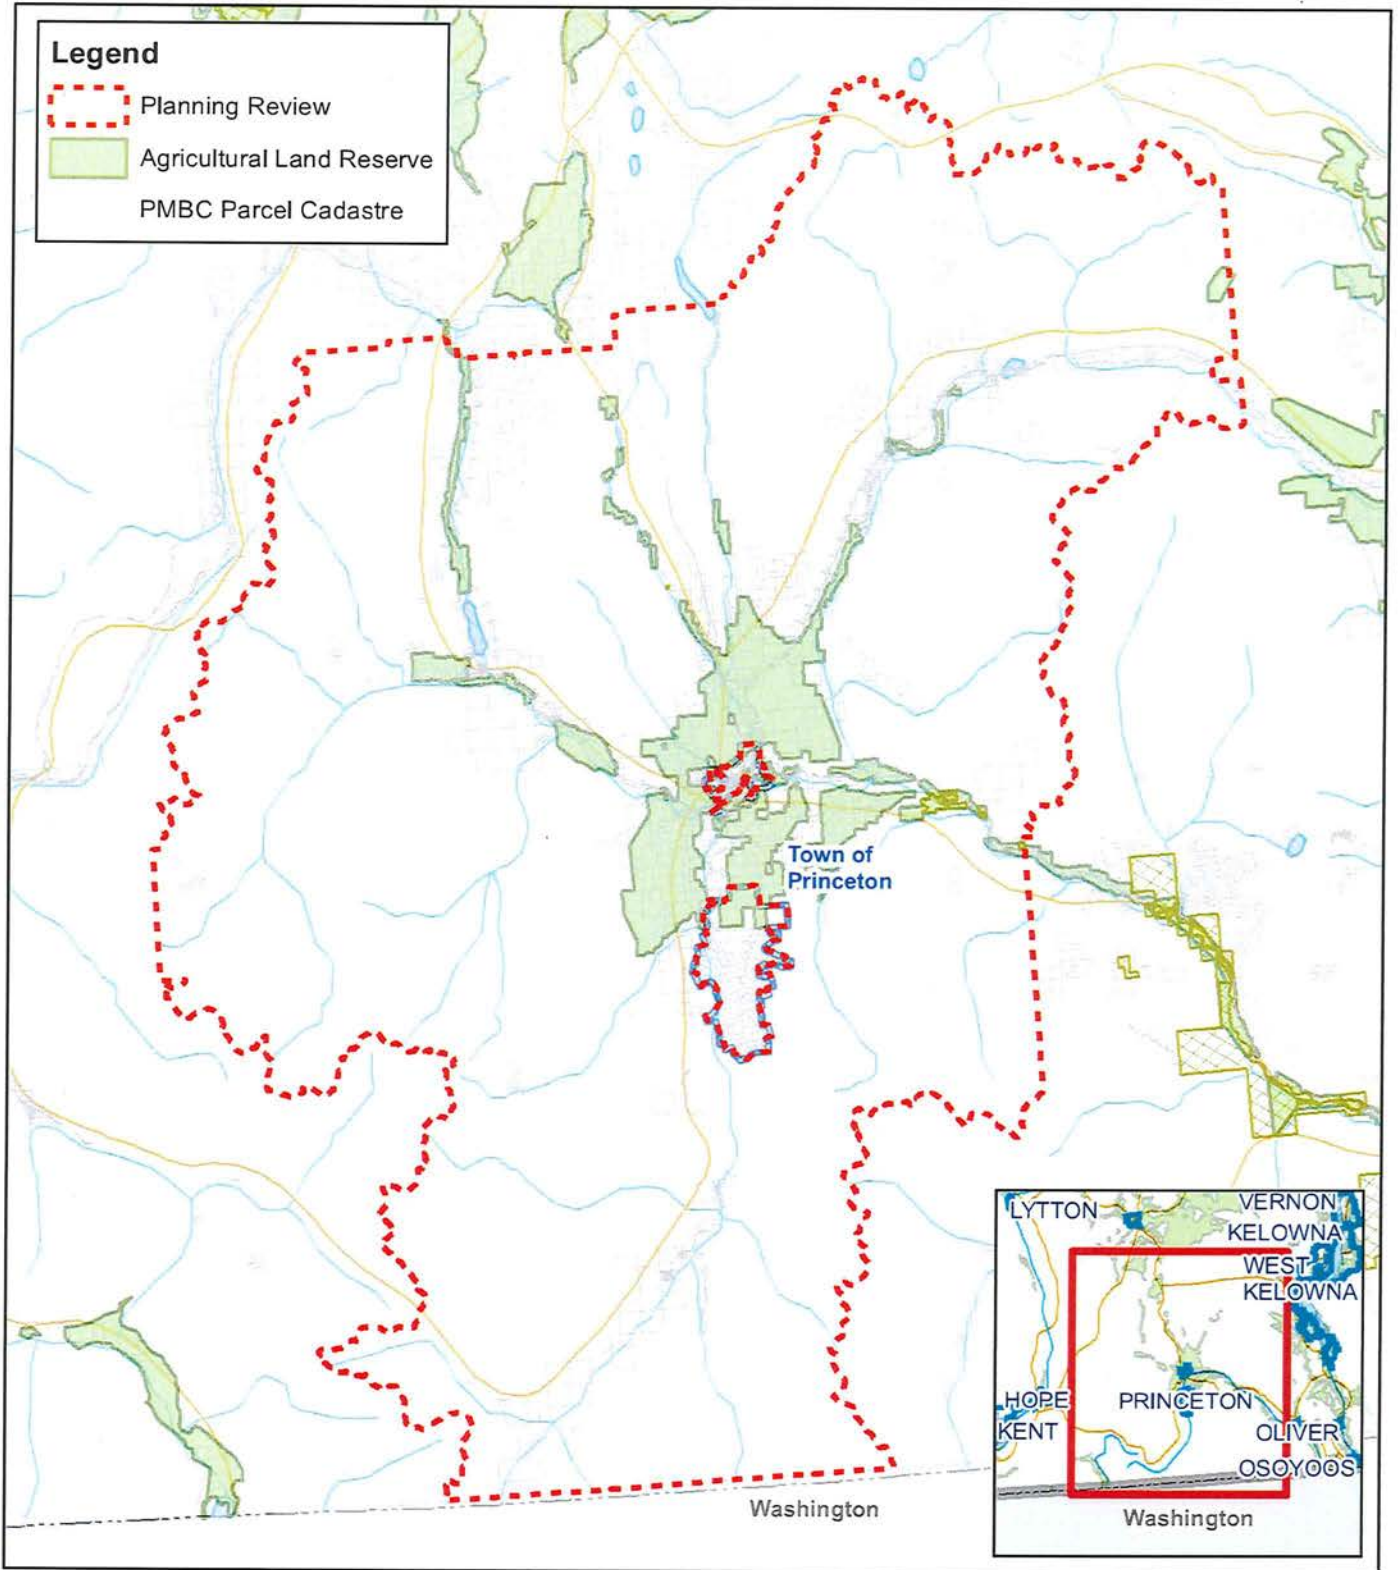 Legend
Planning Review
Agricultural Land Reserve
PMBC Parcel Cadastre
Town of
Princeton
Washington
LYTTON
VERNON
KELOWNA
WEST
KELOWNA
HOPE
KENT
PRINCETON
OLIVER
OSOYOOS
Washington